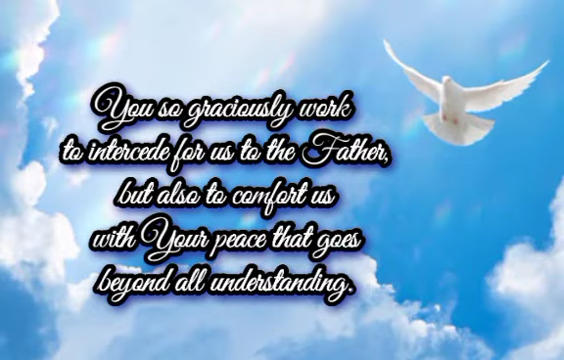 You so graciously work
to intercede for us to the Father,
but also to comfort us
with Your peace that goes
beyond all understanding.